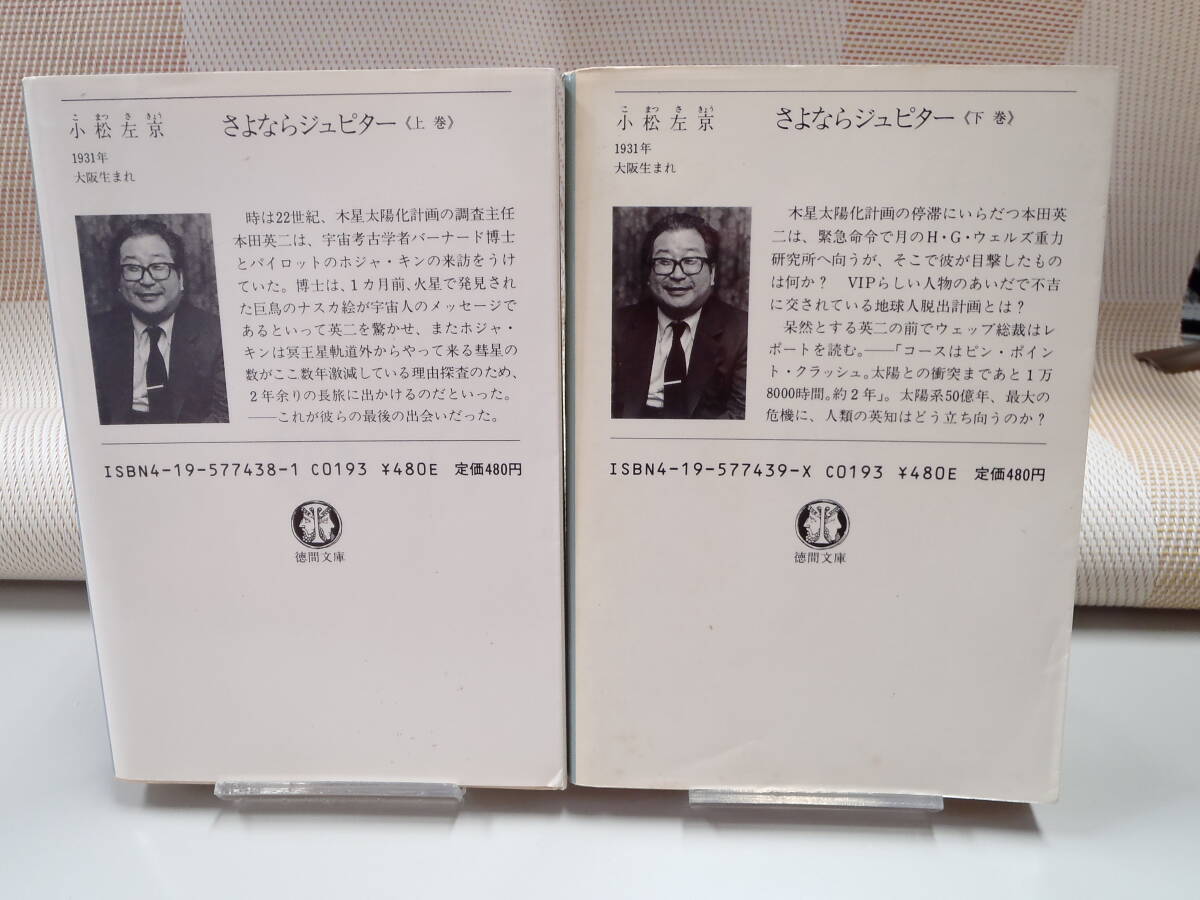 こ まつ さ きょう
小松左京 さよならジュピター《上巻》
1931年
大阪生まれ
時は22世紀、木星太陽化計画の調査主任
本田英二は、宇宙考古学者バーナード博士
とパイロットのホジャ・キンの来訪をうけ
ていた。博士は、1カ月前、火星で発見され
た巨鳥のナスカ絵が宇宙人のメッセージで
あるといって英二を驚かせ、またホジャ・
キンは冥王星軌道外からやって来る彗星の
数がここ数年激減している理由探査のため、
2年余りの長旅に出かけるのだといった。
――これが彼らの最後の出会いだった。
ISBN4-19-577438-1 C0193 ¥480E 定価480円
徳間文庫
こ まつ さ きょう
小松左京 さよならジュピター《下巻》
1931年
大阪生まれ
木星太陽化計画の停滞にいらだつ本田英
二は、緊急命令で月のH・G・ウェルズ重力
研究所へ向うが、そこで彼が目撃したもの
は何か? VIPらしい人物のあいだで不吉
に交されている地球人脱出計画とは?
呆然とする英二の前でウェッブ総裁はレ
ポートを読む。――「コースはピン・ポイン
ト・クラッシュ。太陽との衝突まであと1万
8000時間。約2年」。太陽系50億年、最大の
危機に、人類の英知はどう立ち向うのか?
ISBN4-19-577439-X C0193 ¥480E 定価480円
徳間文庫